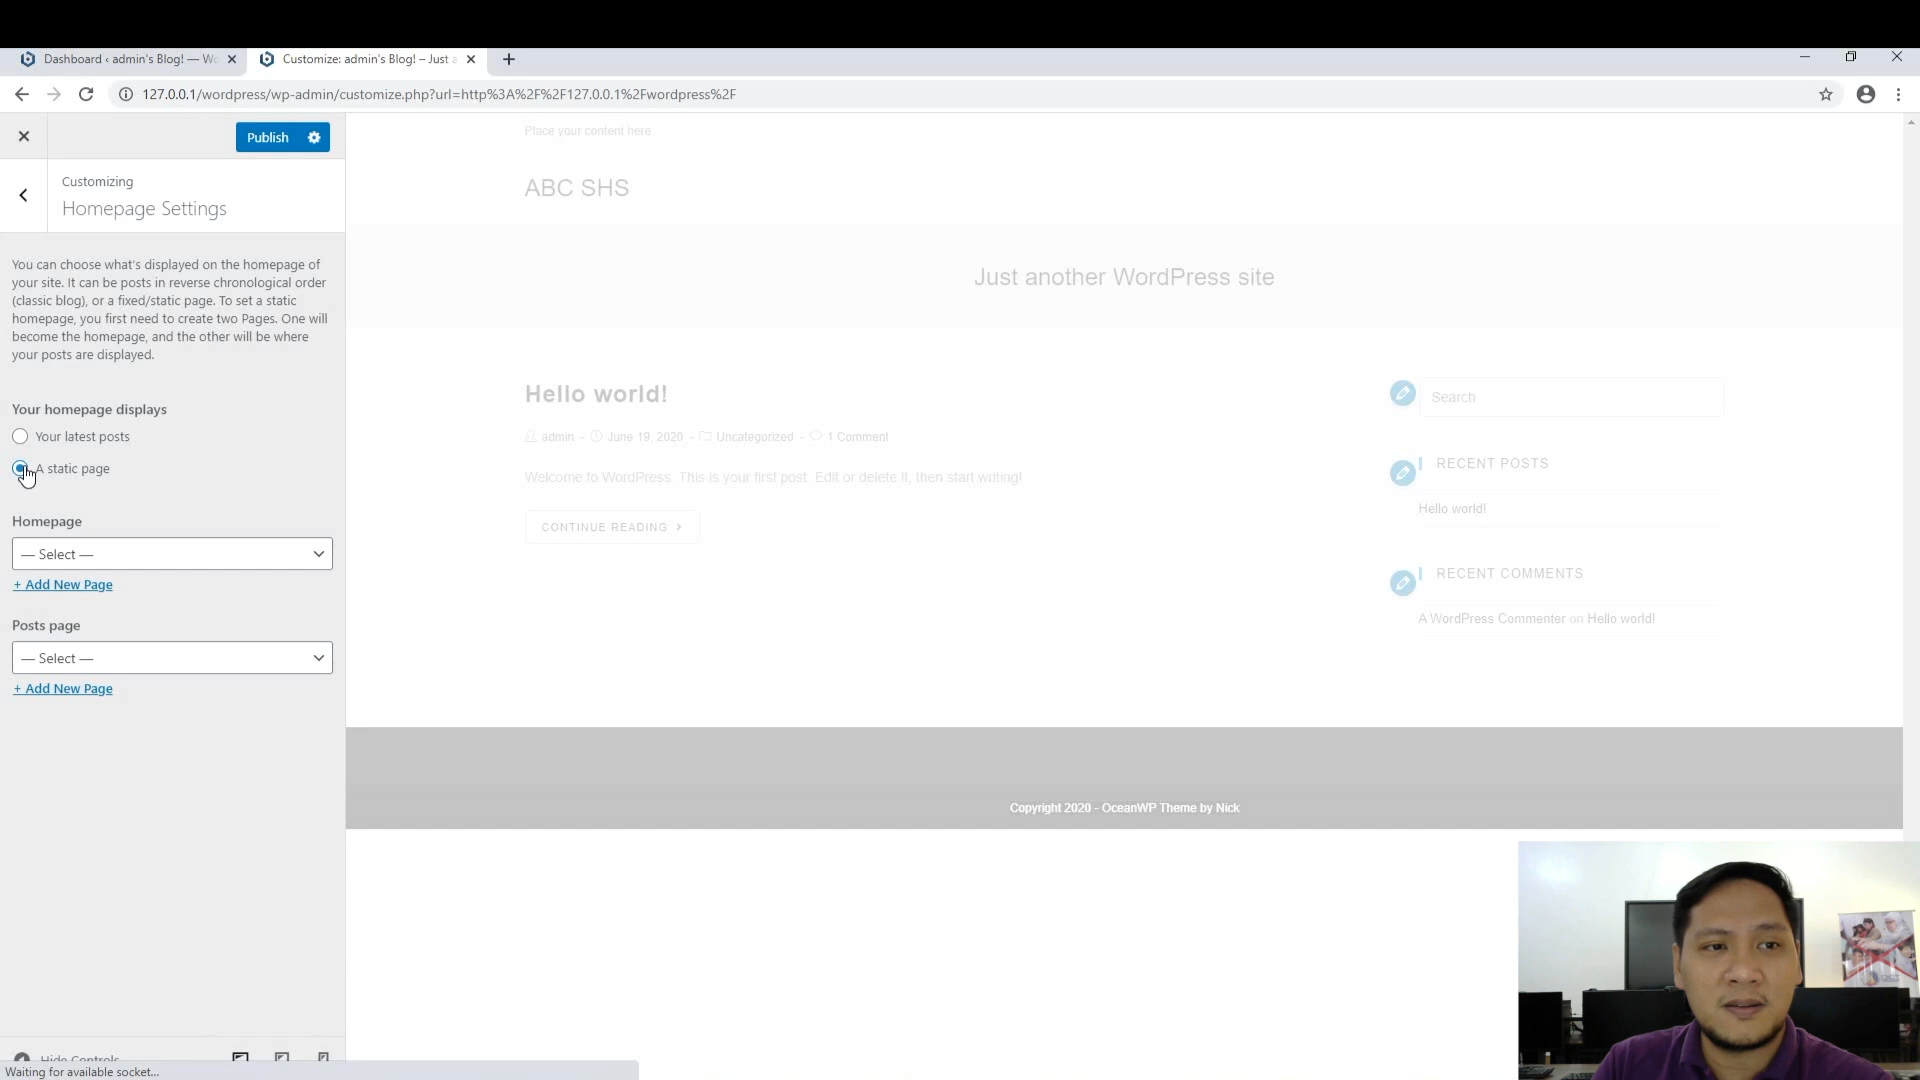 Dashboard ‹ admin's Blog! — Wo
Customize: admin's Blog! – Just a
127.0.0.1/wordpress/wp-admin/customize.php?url=http%3A%2F%2F127.0.0.1%2Fwordpress%2F
Publish
Customizing
Homepage Settings
You can choose what's displayed on the homepage of
your site. It can be posts in reverse chronological order
(classic blog), or a fixed/static page. To set a static
homepage, you first need to create two Pages. One will
become the homepage, and the other will be where
your posts are displayed.
Your homepage displays
Your latest posts
A static page
Homepage
— Select —
+ Add New Page
Posts page
— Select —
+ Add New Page
Hide Controls
Waiting for available socket...
Place your content here
ABC SHS
Just another WordPress site
Hello world!
admin - June 19, 2020 - Uncategorized - 1 Comment
Welcome to WordPress. This is your first post. Edit or delete it, then start writing!
CONTINUE READING >
Search
RECENT POSTS
Hello world!
RECENT COMMENTS
A WordPress Commenter on Hello world!
Copyright 2020 - OceanWP Theme by Nick